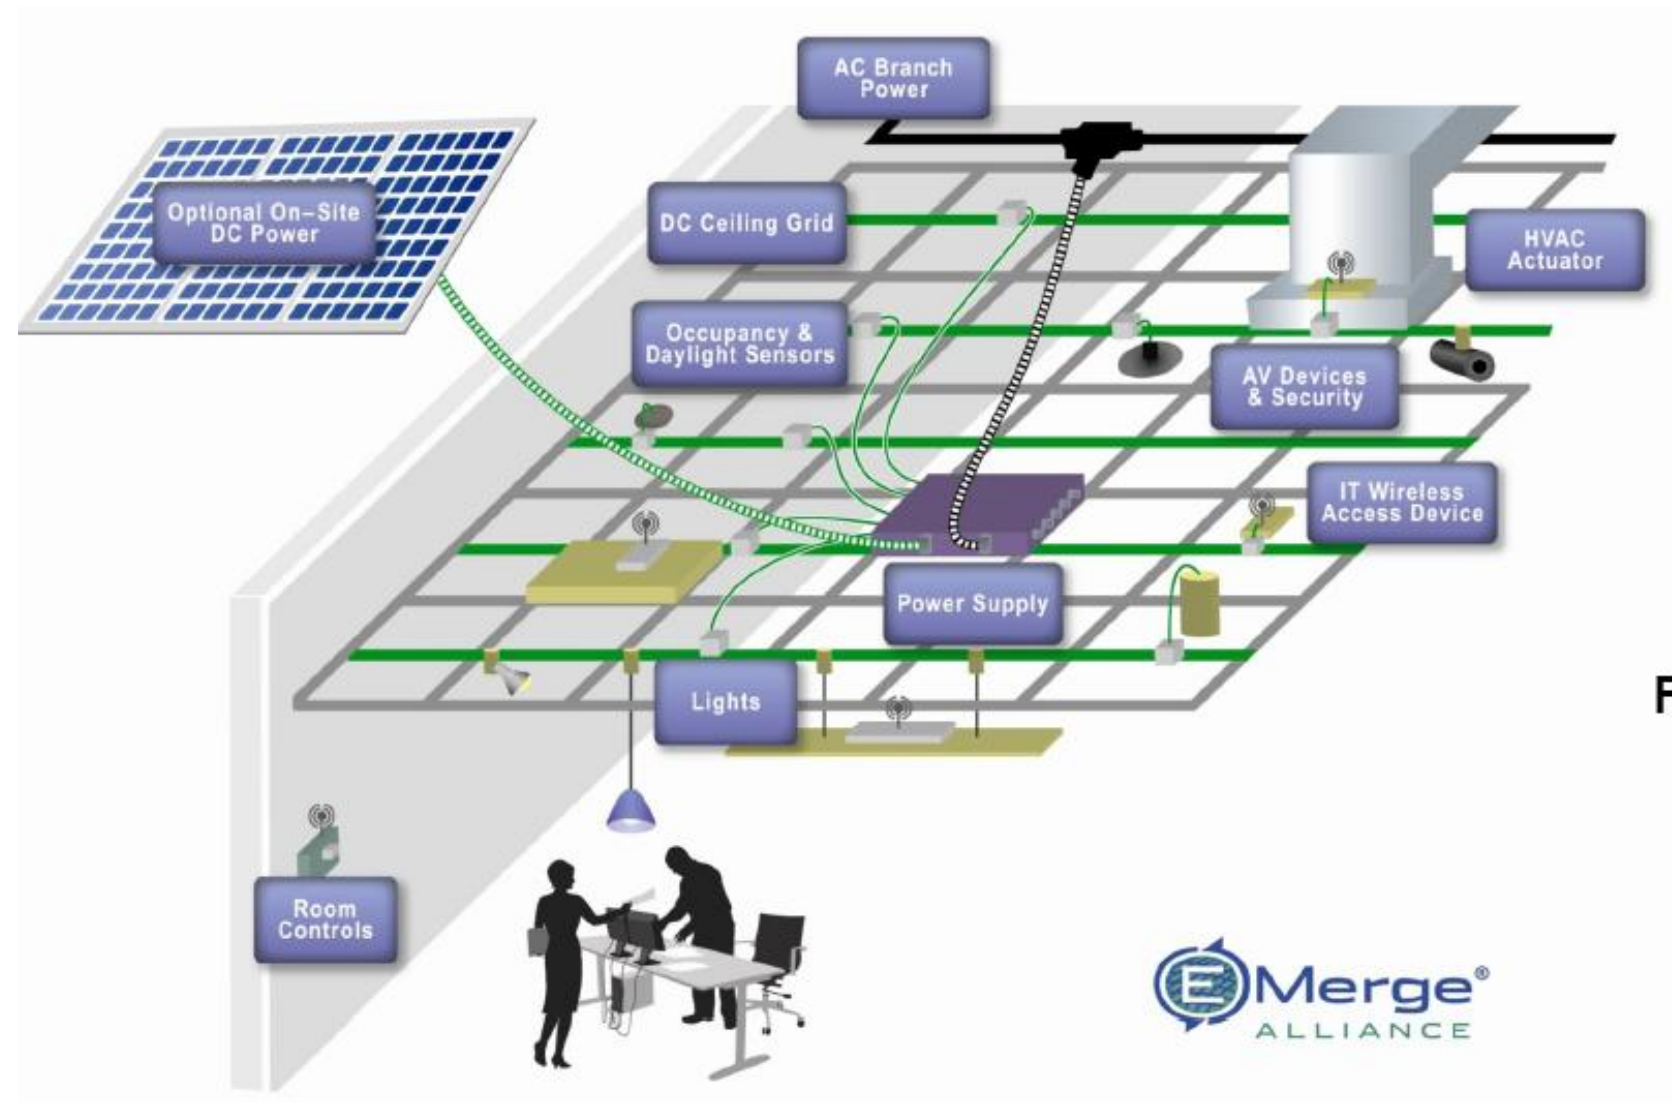 AC Branch
Power
Optional On-Site
DC Power
DC Ceiling Grid
HVAC
Actuator
Occupancy &
Daylight Sensors
AV Devices
& Security
IT Wireless
Access Device
Power Supply
Lights
F
Room
Controls
EMerge®
ALLIANCE